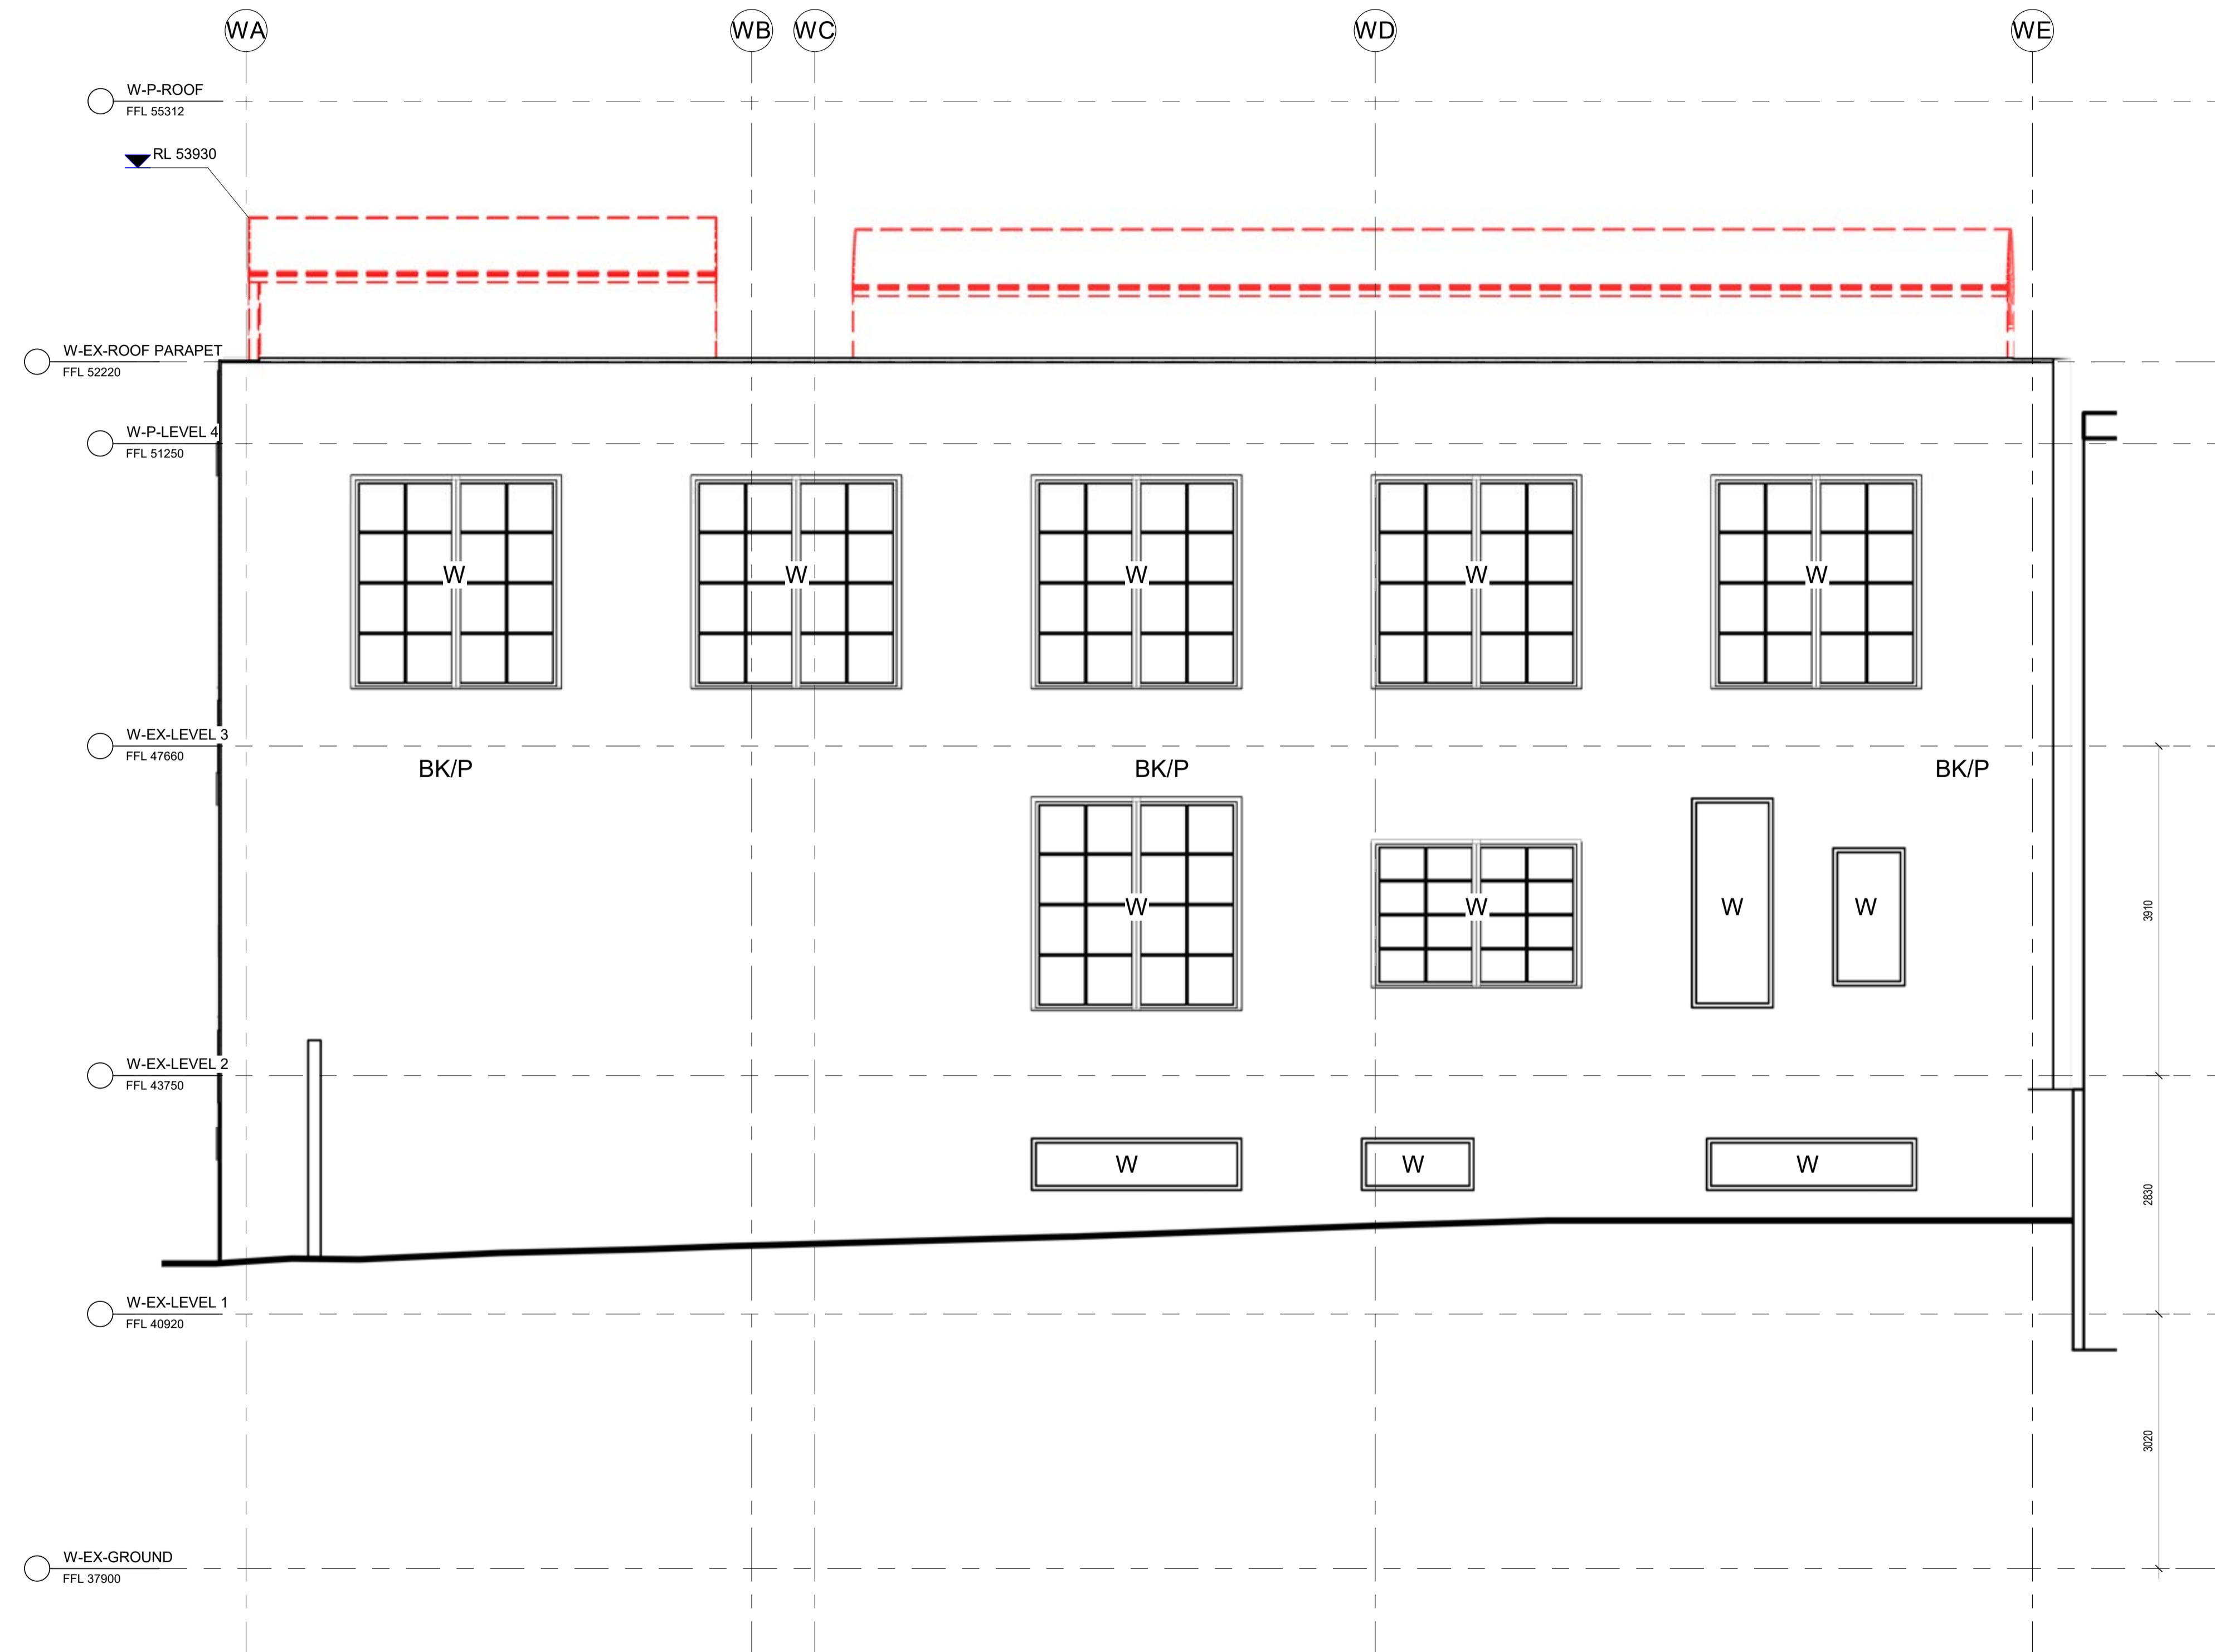 WA WB WC WD WE
W-P-ROOF
FFL 55312
RL 53930
W-EX-ROOF PARAPET
FFL 52220
W-P-LEVEL 4
FFL 51250
W W W W W
W-EX-LEVEL 3
FFL 47660
BK/P BK/P BK/P
W W W W
3910
W-EX-LEVEL 2
FFL 43750
W W W
2830
W-EX-LEVEL 1
FFL 40920
3020
W-EX-GROUND
FFL 37900